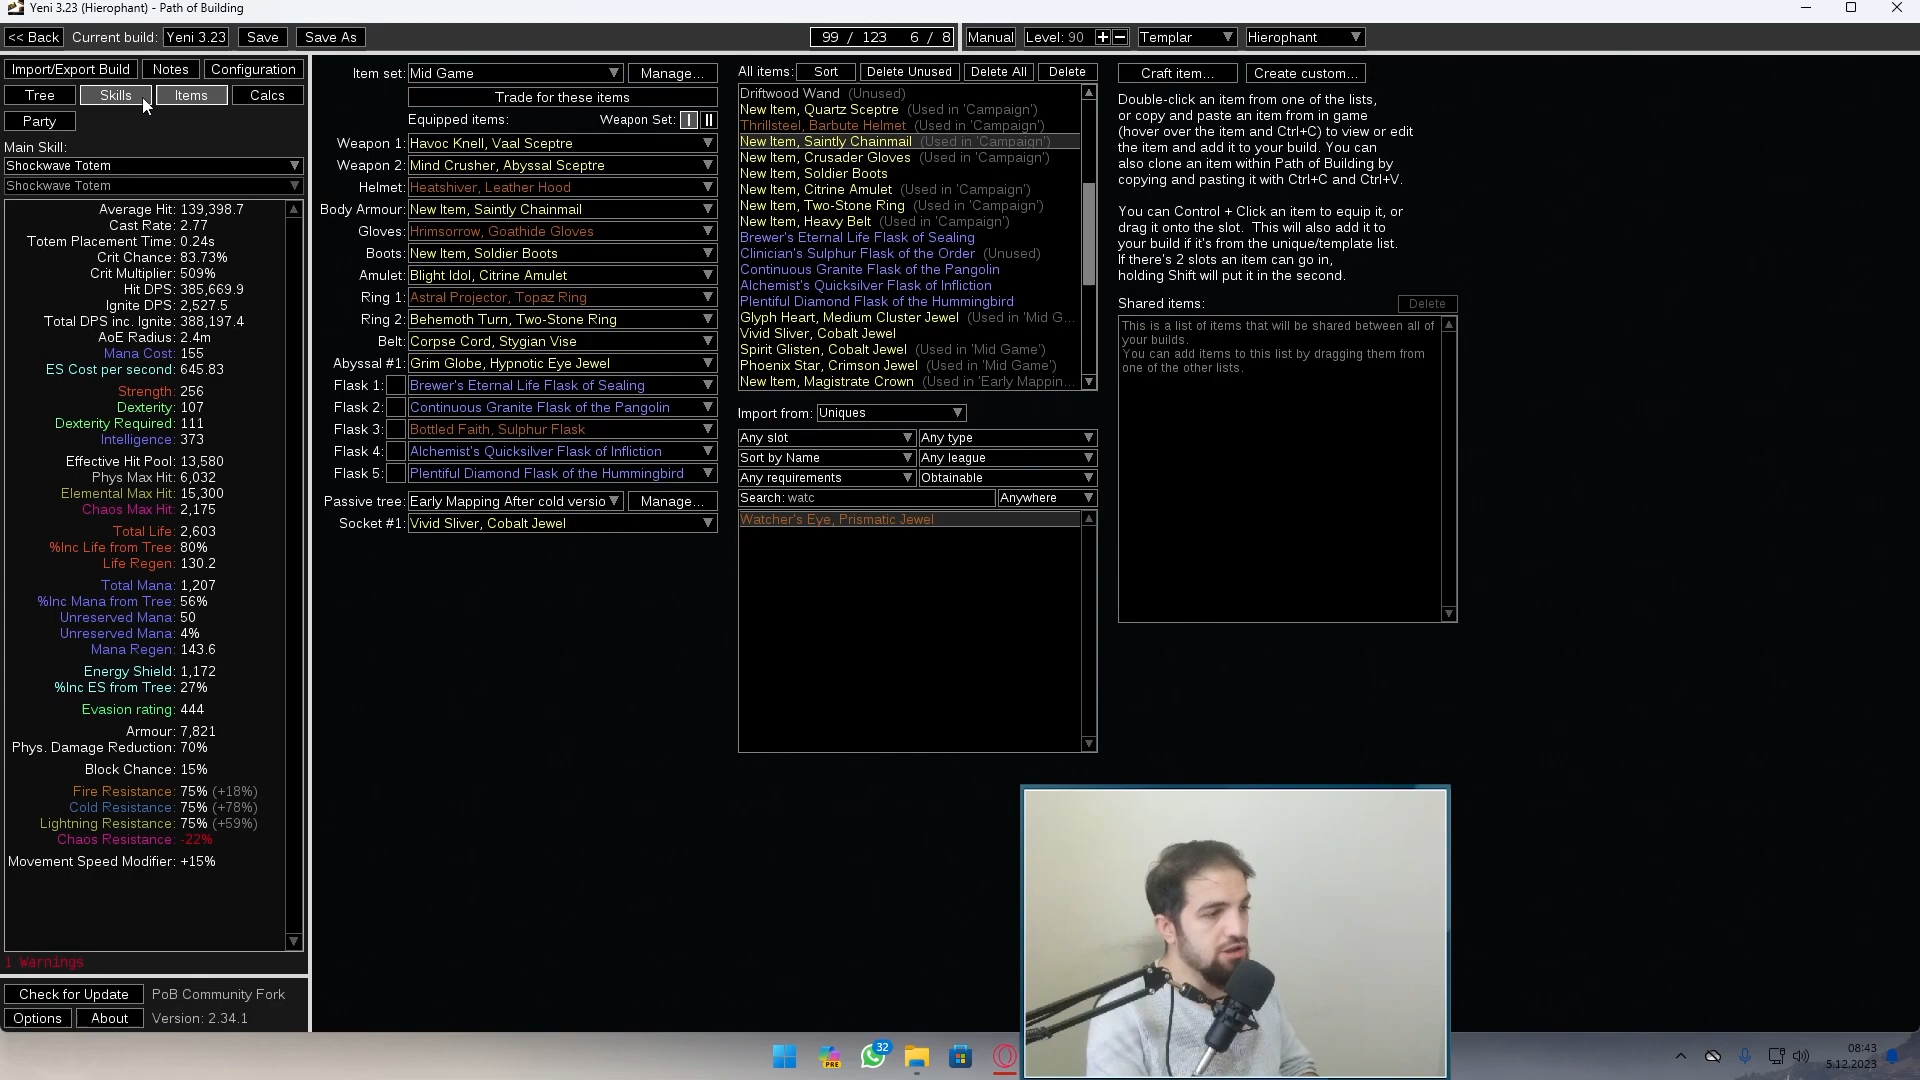 Yeni 3.23 (Hierophant) - Path of Building
<< Back Current build: Yeni 3.23 Save Save As 99 / 123 6 / 8 Manual Level: 90 + - Templar Hierophant
Import/Export Build Notes Configuration
Tree Skills Items Calcs
Party
Main Skill:
Shockwave Totem
Shockwave Totem
Average Hit: 139,398.7
Cast Rate: 2.77
Totem Placement Time: 0.24s
Crit Chance: 83.73%
Crit Multiplier: 509%
Hit DPS: 385,669.9
Ignite DPS: 2,527.5
Total DPS inc. Ignite: 388,197.4
AoE Radius: 2.4m
Mana Cost: 155
ES Cost per second: 645.83
Strength: 256
Dexterity: 107
Dexterity Required: 111
Intelligence: 373
Effective Hit Pool: 13,580
Phys Max Hit: 6,032
Elemental Max Hit: 15,300
Chaos Max Hit: 2,175
Total Life: 2,603
%Inc Life from Tree: 80%
Life Regen: 130.2
Total Mana: 1,207
%Inc Mana from Tree: 56%
Unreserved Mana: 50
Unreserved Mana: 4%
Mana Regen: 143.6
Energy Shield: 1,172
%Inc ES from Tree: 27%
Evasion rating: 444
Armour: 7,821
Phys. Damage Reduction: 70%
Block Chance: 15%
Fire Resistance: 75% (+18%)
Cold Resistance: 75% (+78%)
Lightning Resistance: 75% (+59%)
Chaos Resistance: -22%
Movement Speed Modifier: +15%
1 Warnings
Check for Update PoB Community Fork
Options About Version: 2.34.1
Item set: Mid Game Manage...
Trade for these items
Equipped items: Weapon Set: I II
Weapon 1: Havoc Knell, Vaal Sceptre
Weapon 2: Mind Crusher, Abyssal Sceptre
Helmet: Heatshiver, Leather Hood
Body Armour: New Item, Saintly Chainmail
Gloves: Hrimsorrow, Goathide Gloves
Boots: New Item, Soldier Boots
Amulet: Blight Idol, Citrine Amulet
Ring 1: Astral Projector, Topaz Ring
Ring 2: Behemoth Turn, Two-Stone Ring
Belt: Corpse Cord, Stygian Vise
Abyssal #1: Grim Globe, Hypnotic Eye Jewel
Flask 1: Brewer's Eternal Life Flask of Sealing
Flask 2: Continuous Granite Flask of the Pangolin
Flask 3: Bottled Faith, Sulphur Flask
Flask 4: Alchemist's Quicksilver Flask of Infliction
Flask 5: Plentiful Diamond Flask of the Hummingbird
Passive tree: Early Mapping After cold versio Manage...
Socket #1: Vivid Sliver, Cobalt Jewel
All items: Sort Delete Unused Delete All Delete
Driftwood Wand (Unused)
New Item, Quartz Sceptre (Used in 'Campaign')
Thrillsteel, Barbute Helmet (Used in 'Campaign')
New Item, Saintly Chainmail (Used in 'Campaign')
New Item, Crusader Gloves (Used in 'Campaign')
New Item, Soldier Boots
New Item, Citrine Amulet (Used in 'Campaign')
New Item, Two-Stone Ring (Used in 'Campaign')
New Item, Heavy Belt (Used in 'Campaign')
Brewer's Eternal Life Flask of Sealing
Clinician's Sulphur Flask of the Order (Unused)
Continuous Granite Flask of the Pangolin
Alchemist's Quicksilver Flask of Infliction
Plentiful Diamond Flask of the Hummingbird
Glyph Heart, Medium Cluster Jewel (Used in 'Mid G...
Vivid Sliver, Cobalt Jewel
Spirit Glisten, Cobalt Jewel (Used in 'Mid Game')
Phoenix Star, Crimson Jewel (Used in 'Mid Game')
New Item, Magistrate Crown (Used in 'Early Mappin...
Import from: Uniques
Any slot Any type
Sort by Name Any league
Any requirements Obtainable
Search: watc Anywhere
Watcher's Eye, Prismatic Jewel
Craft item... Create custom...
Double-click an item from one of the lists,
or copy and paste an item from in game
(hover over the item and Ctrl+C) to view or edit
the item and add it to your build. You can
also clone an item within Path of Building by
copying and pasting it with Ctrl+C and Ctrl+V.
You can Control + Click an item to equip it, or
drag it onto the slot. This will also add it to
your build if it's from the unique/template list.
If there's 2 slots an item can go in,
holding Shift will put it in the second.
Shared items: Delete
This is a list of items that will be shared between all of
your builds.
You can add items to this list by dragging them from
one of the other lists.
PRE
32
08:43
5.12.2023